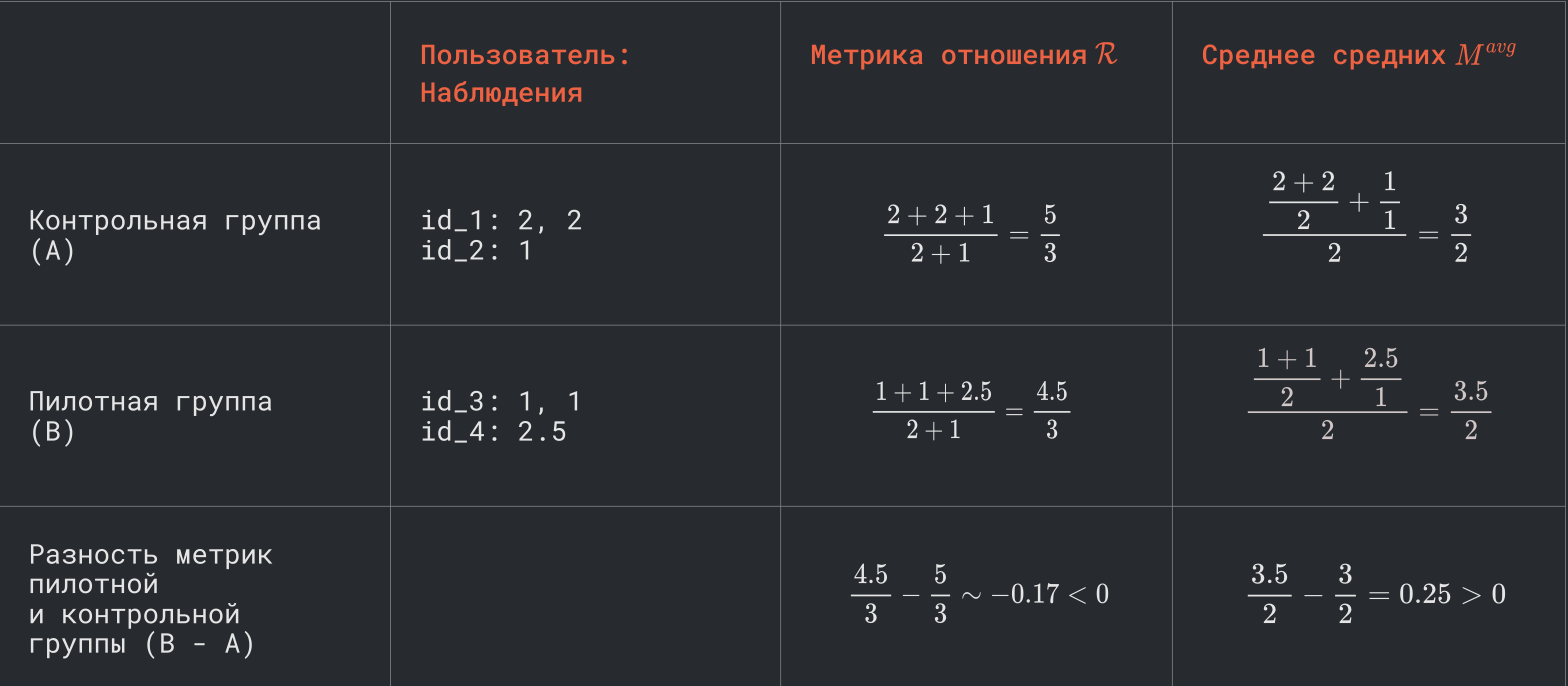 Пользователь:
Наблюдения
Метрика отношения $\mathcal{R}$
Среднее средних $M^{avg}$
Контрольная группа
(A)
id_1: 2, 2
id_2: 1
$\frac{2+2+1}{2+1} = \frac{5}{3}$
$\frac{\frac{2+2}{2} + \frac{1}{1}}{2} = \frac{3}{2}$
Пилотная группа
(B)
id_3: 1, 1
id_4: 2.5
$\frac{1+1+2.5}{2+1} = \frac{4.5}{3}$
$\frac{\frac{1+1}{2} + \frac{2.5}{1}}{2} = \frac{3.5}{2}$
Разность метрик
пилотной
и контрольной
группы (B - A)
$\frac{4.5}{3} - \frac{5}{3} \sim -0.17 < 0$
$\frac{3.5}{2} - \frac{3}{2} = 0.25 > 0$